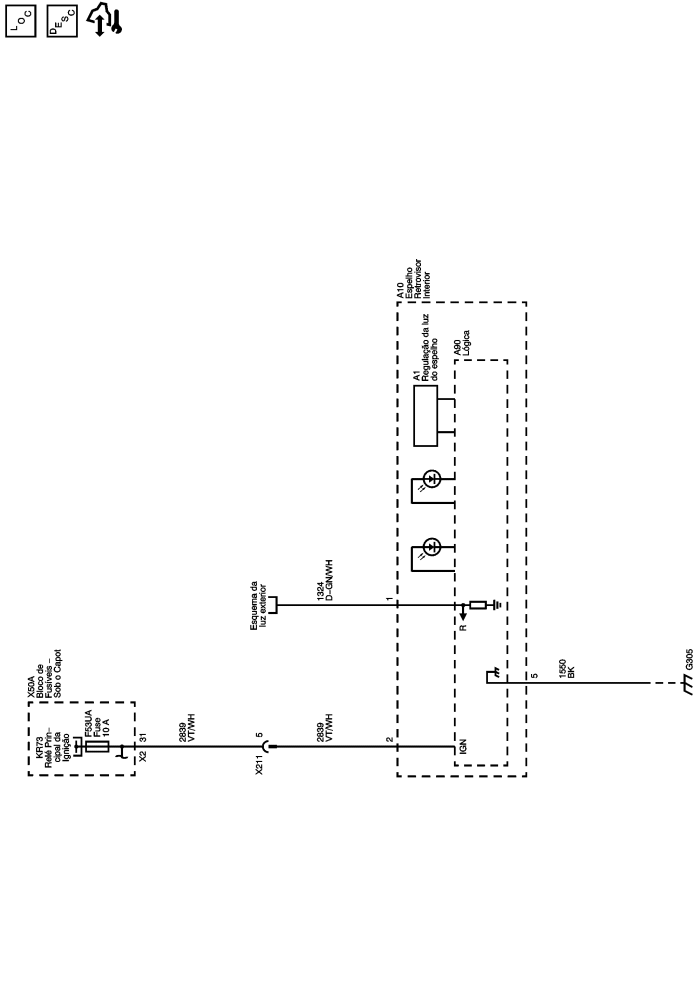 LOC
DESC
X50A
Bloco de
Fusíveis –
Sob o Capot
KR73
Relé Prin–
cipal da
Ignição
F53UA
Fuse
10 A
31
X2
2839
VT/WH
5
X211
2839
VT/WH
2
IGN
Esquema da
luz exterior
1324
D–GN/WH
1
R
A10
Espelho
Retrovisor
Interior
A1
Regulação da luz
do espelho
A90
Lógica
5
1550
BK
G305